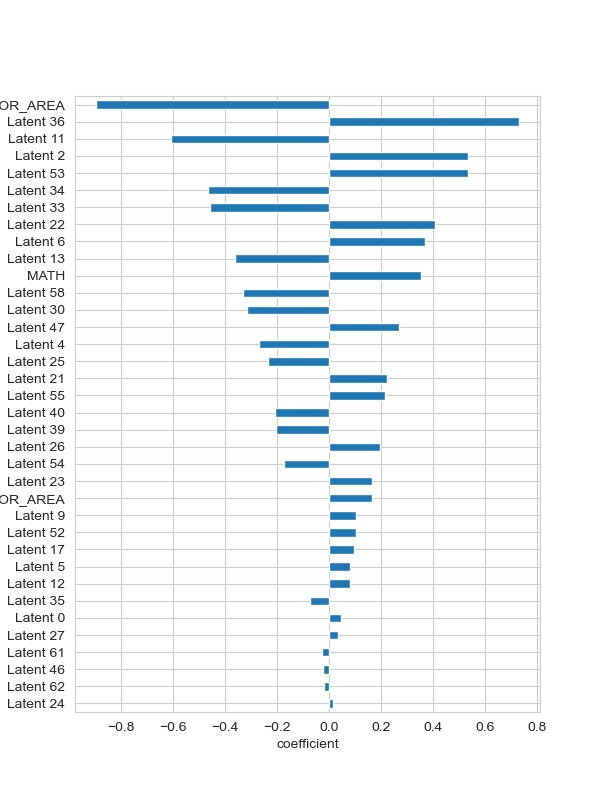 OR_AREA
Latent 36
Latent 11
Latent 2
Latent 53
Latent 34
Latent 33
Latent 22
Latent 6
Latent 13
MATH
Latent 58
Latent 30
Latent 47
Latent 4
Latent 25
Latent 21
Latent 55
Latent 40
Latent 39
Latent 26
Latent 54
Latent 23
OR_AREA
Latent 9
Latent 52
Latent 17
Latent 5
Latent 12
Latent 35
Latent 0
Latent 27
Latent 61
Latent 46
Latent 62
Latent 24
−0.8 −0.6 −0.4 −0.2 0.0 0.2 0.4 0.6 0.8
coefficient